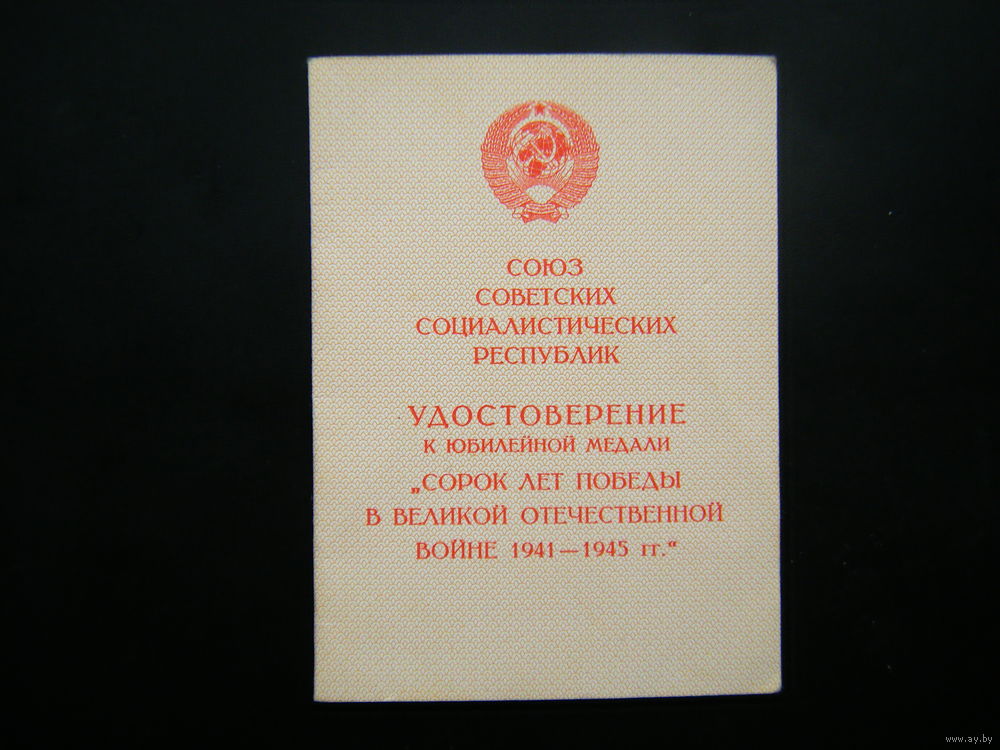 СОЮЗ
СОВЕТСКИХ
СОЦИАЛИСТИЧЕСКИХ
РЕСПУБЛИК
УДОСТОВЕРЕНИЕ
К ЮБИЛЕЙНОЙ МЕДАЛИ
„СОРОК ЛЕТ ПОБЕДЫ
В ВЕЛИКОЙ ОТЕЧЕСТВЕННОЙ
ВОЙНЕ 1941—1945 гг.“
www.ay.by